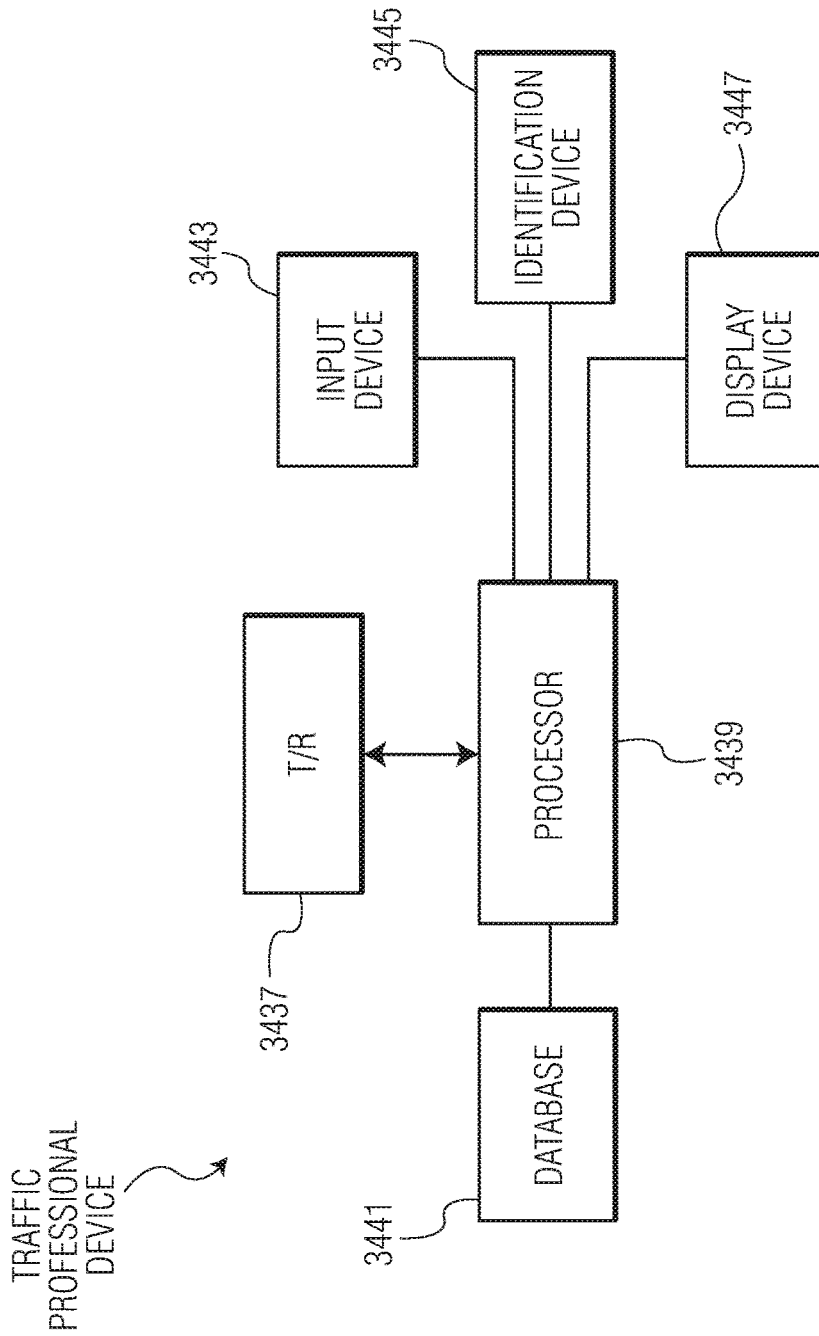 TRAFFIC
PROFESSIONAL
DEVICE
3437
T/R
3443
INPUT
DEVICE
3445
IDENTIFICATION
DEVICE
3441
DATABASE
PROCESSOR
3439
DISPLAY
DEVICE
3447